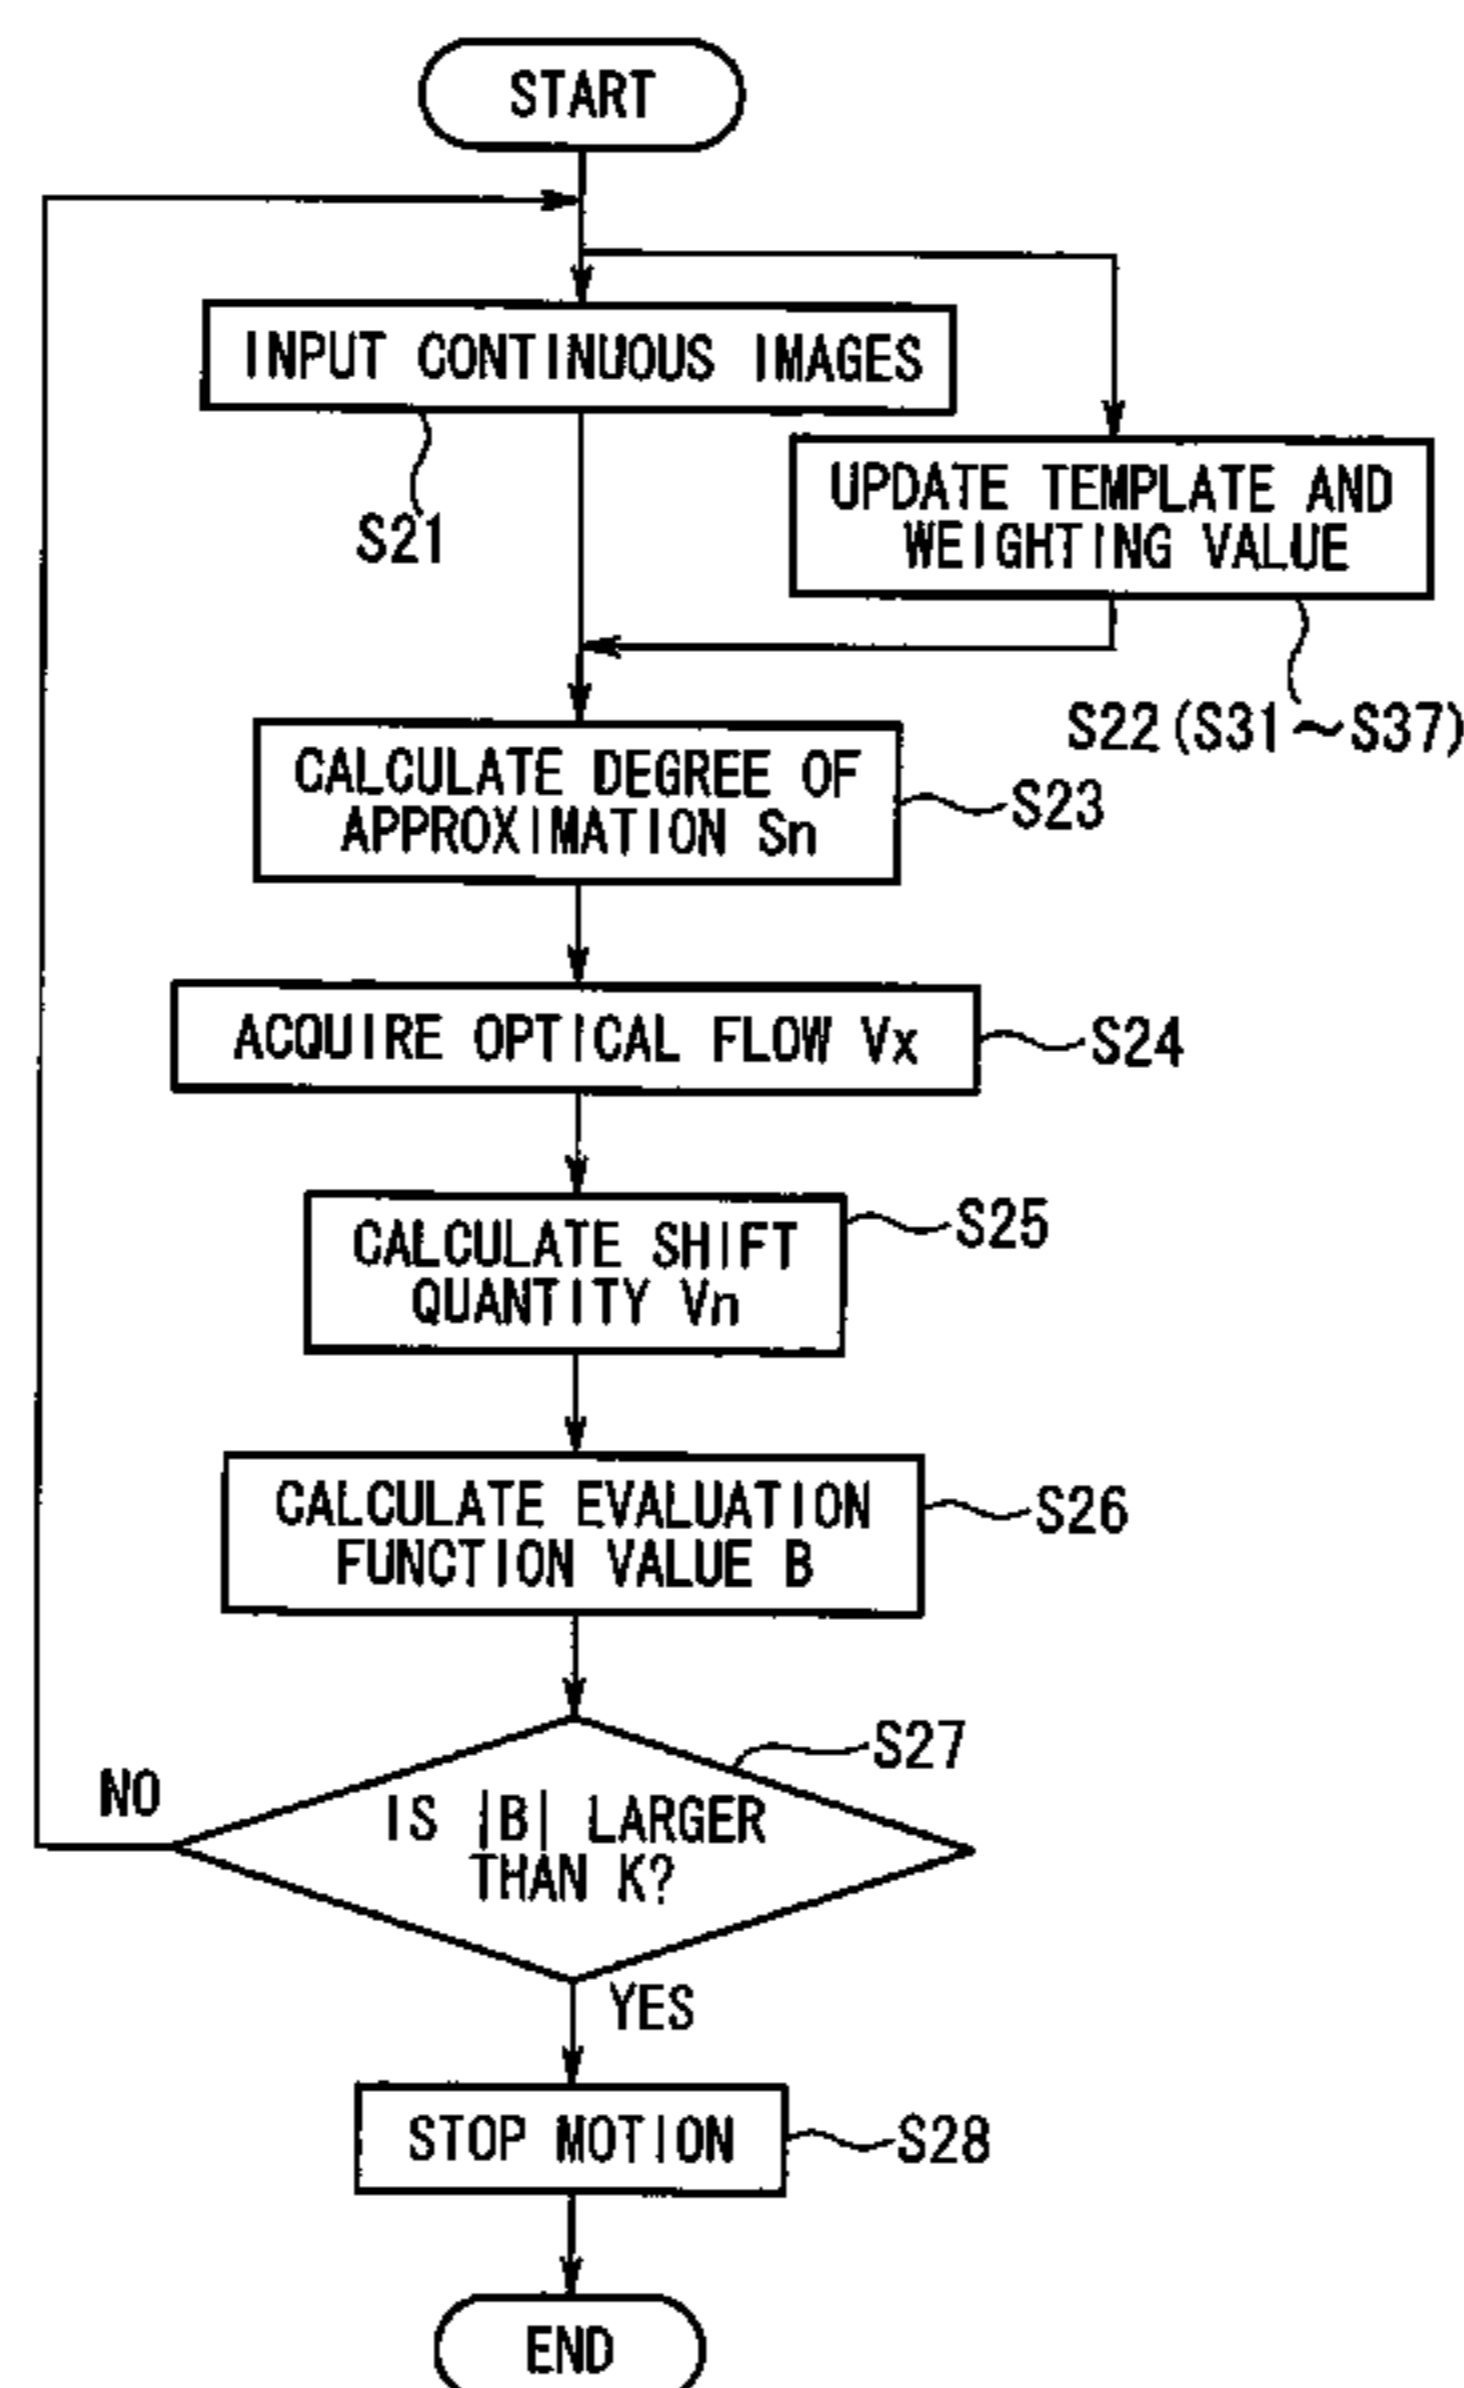 START
INPUT CONTINUOUS IMAGES
S21
UPDATE TEMPLATE AND
WEIGHTING VALUE
S22(S31～S37)
CALCULATE DEGREE OF
APPROXIMATION Sn
S23
ACQUIRE OPTICAL FLOW Vx
S24
CALCULATE SHIFT
QUANTITY Vn
S25
CALCULATE EVALUATION
FUNCTION VALUE B
S26
S27
NO
IS |B| LARGER
THAN K?
YES
STOP MOTION
S28
END